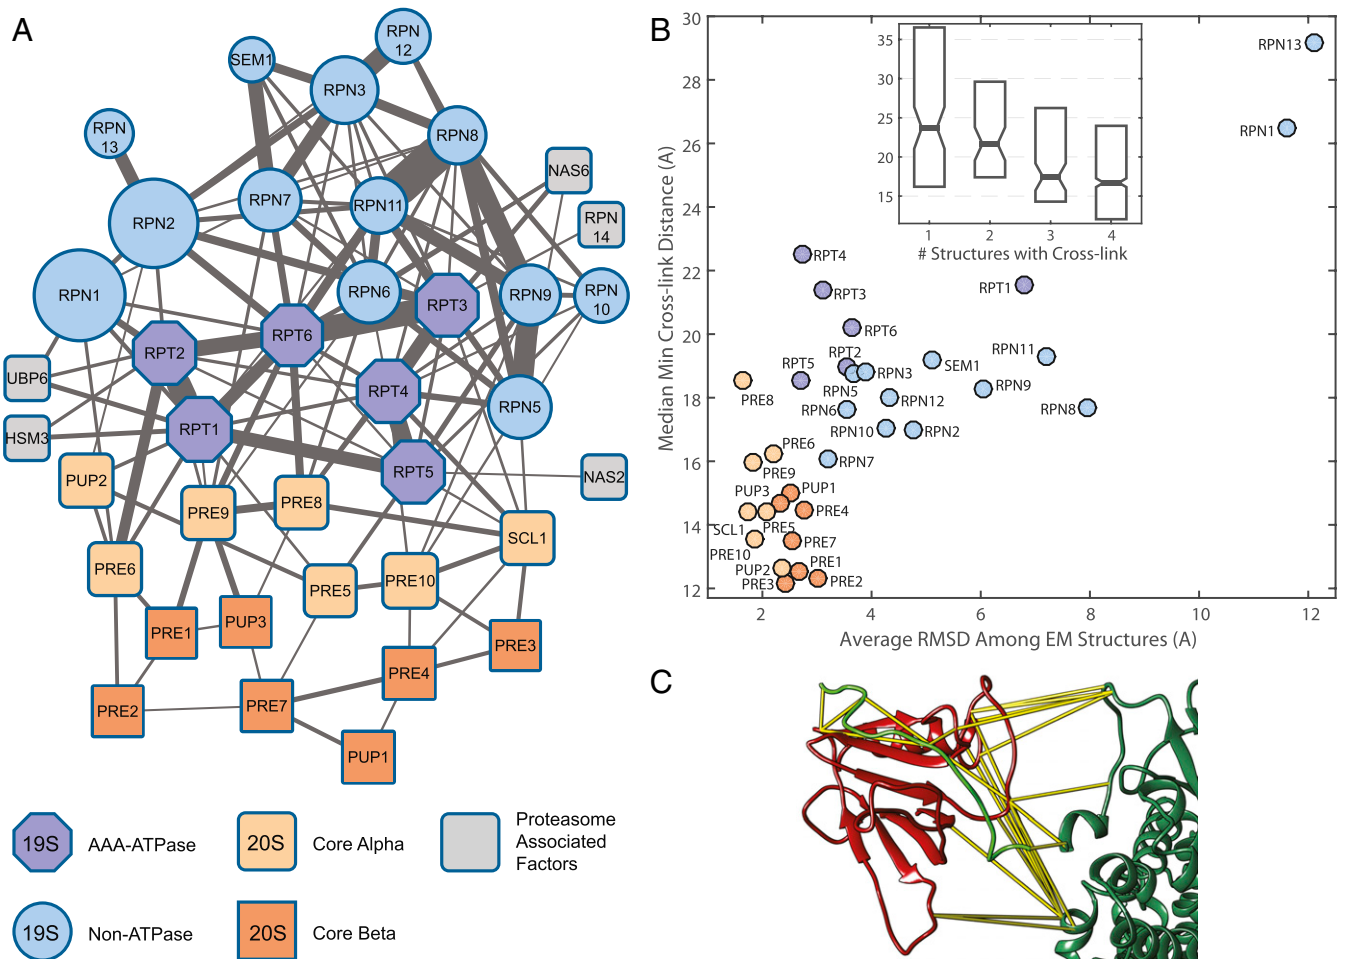 A
RPN
12
SEM1
RPN3
RPN
13
RPN8
NAS6
RPN2
RPN7
RPN11
RPN
14
RPN1
RPN6
RPT3
RPN9
RPN
10
RPT6
RPT2
UBP6
RPT4
RPN5
HSM3
RPT1
RPT5
NAS2
PUP2
PRE9
PRE8
SCL1
PRE6
PRE5
PRE10
PRE1
PUP3
PRE3
PRE4
PRE2
PRE7
PUP1
19S
AAA-ATPase
20S
Core Alpha
Proteasome
Associated
Factors
19S
Non-ATPase
20S
Core Beta
B
Median Min Cross-link Distance (A)
30
28
26
24
22
20
18
16
14
12
2
4
6
8
10
12
Average RMSD Among EM Structures (A)
35
30
25
20
15
1
2
3
4
# Structures with Cross-link
RPN13
RPN1
RPT4
RPT3
RPT1
RPT6
RPT2
RPT5
RPN3
SEM1
RPN11
PRE8
RPN5
RPN12
RPN9
RPN6
RPN8
RPN10
RPN2
PRE6
RPN7
PRE9
PUP3
PUP1
PRE4
SCL1
PRE5
PRE7
PRE10
PUP2
PRE1
PRE3
PRE2
C